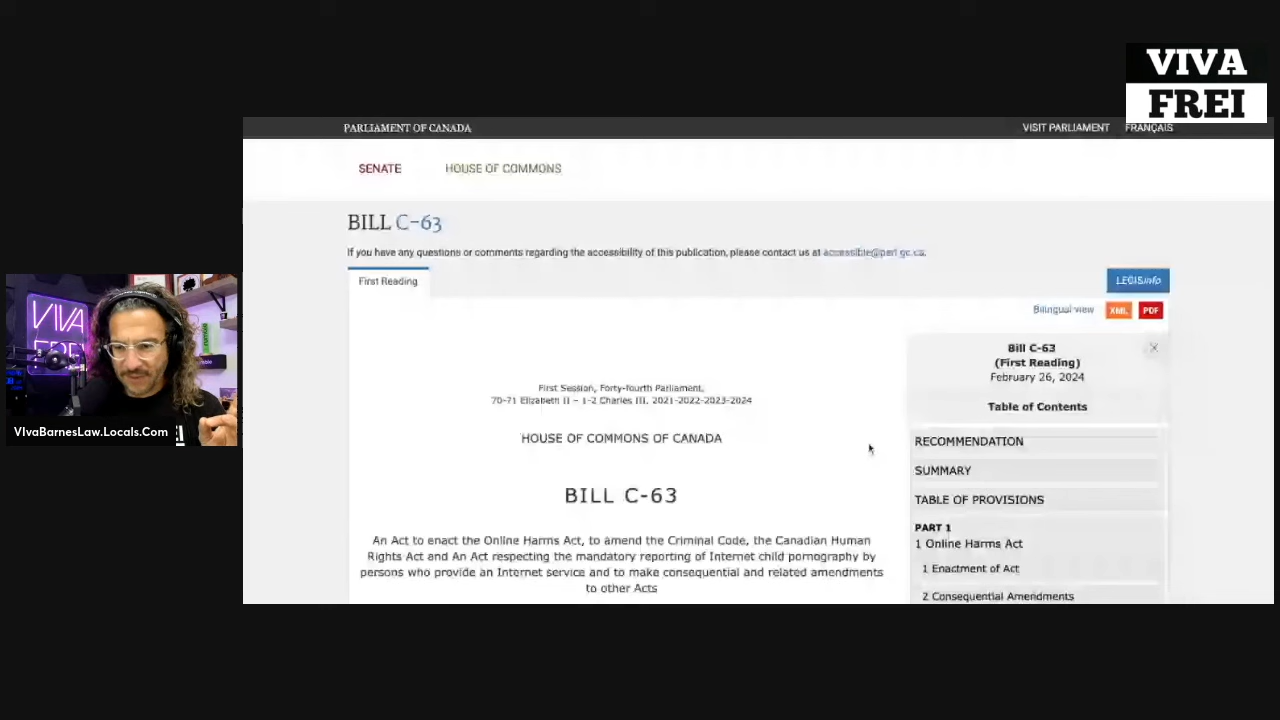 VIVA
FREI
PARLIAMENT OF CANADA
VISIT PARLIAMENT
FRANÇAIS
SENATE
HOUSE OF COMMONS
BILL C-63
If you have any questions or comments regarding the accessibility of this publication, please contact us at accessible@parl.gc.ca.
First Reading
LEGISinfo
Bilingual view
XML
PDF
Bill C-63
(First Reading)
February 26, 2024
Table of Contents
First Session, Forty-fourth Parliament,
70-71 Elizabeth II – 1-2 Charles III, 2021-2022-2023-2024
HOUSE OF COMMONS OF CANADA
BILL C-63
An Act to enact the Online Harms Act, to amend the Criminal Code, the Canadian Human
Rights Act and An Act respecting the mandatory reporting of Internet child pornography by
persons who provide an Internet service and to make consequential and related amendments
to other Acts
RECOMMENDATION
SUMMARY
TABLE OF PROVISIONS
PART 1
1 Online Harms Act
1 Enactment of Act
2 Consequential Amendments
VIVA
FREI
VIvaBarnesLaw.Locals.Com